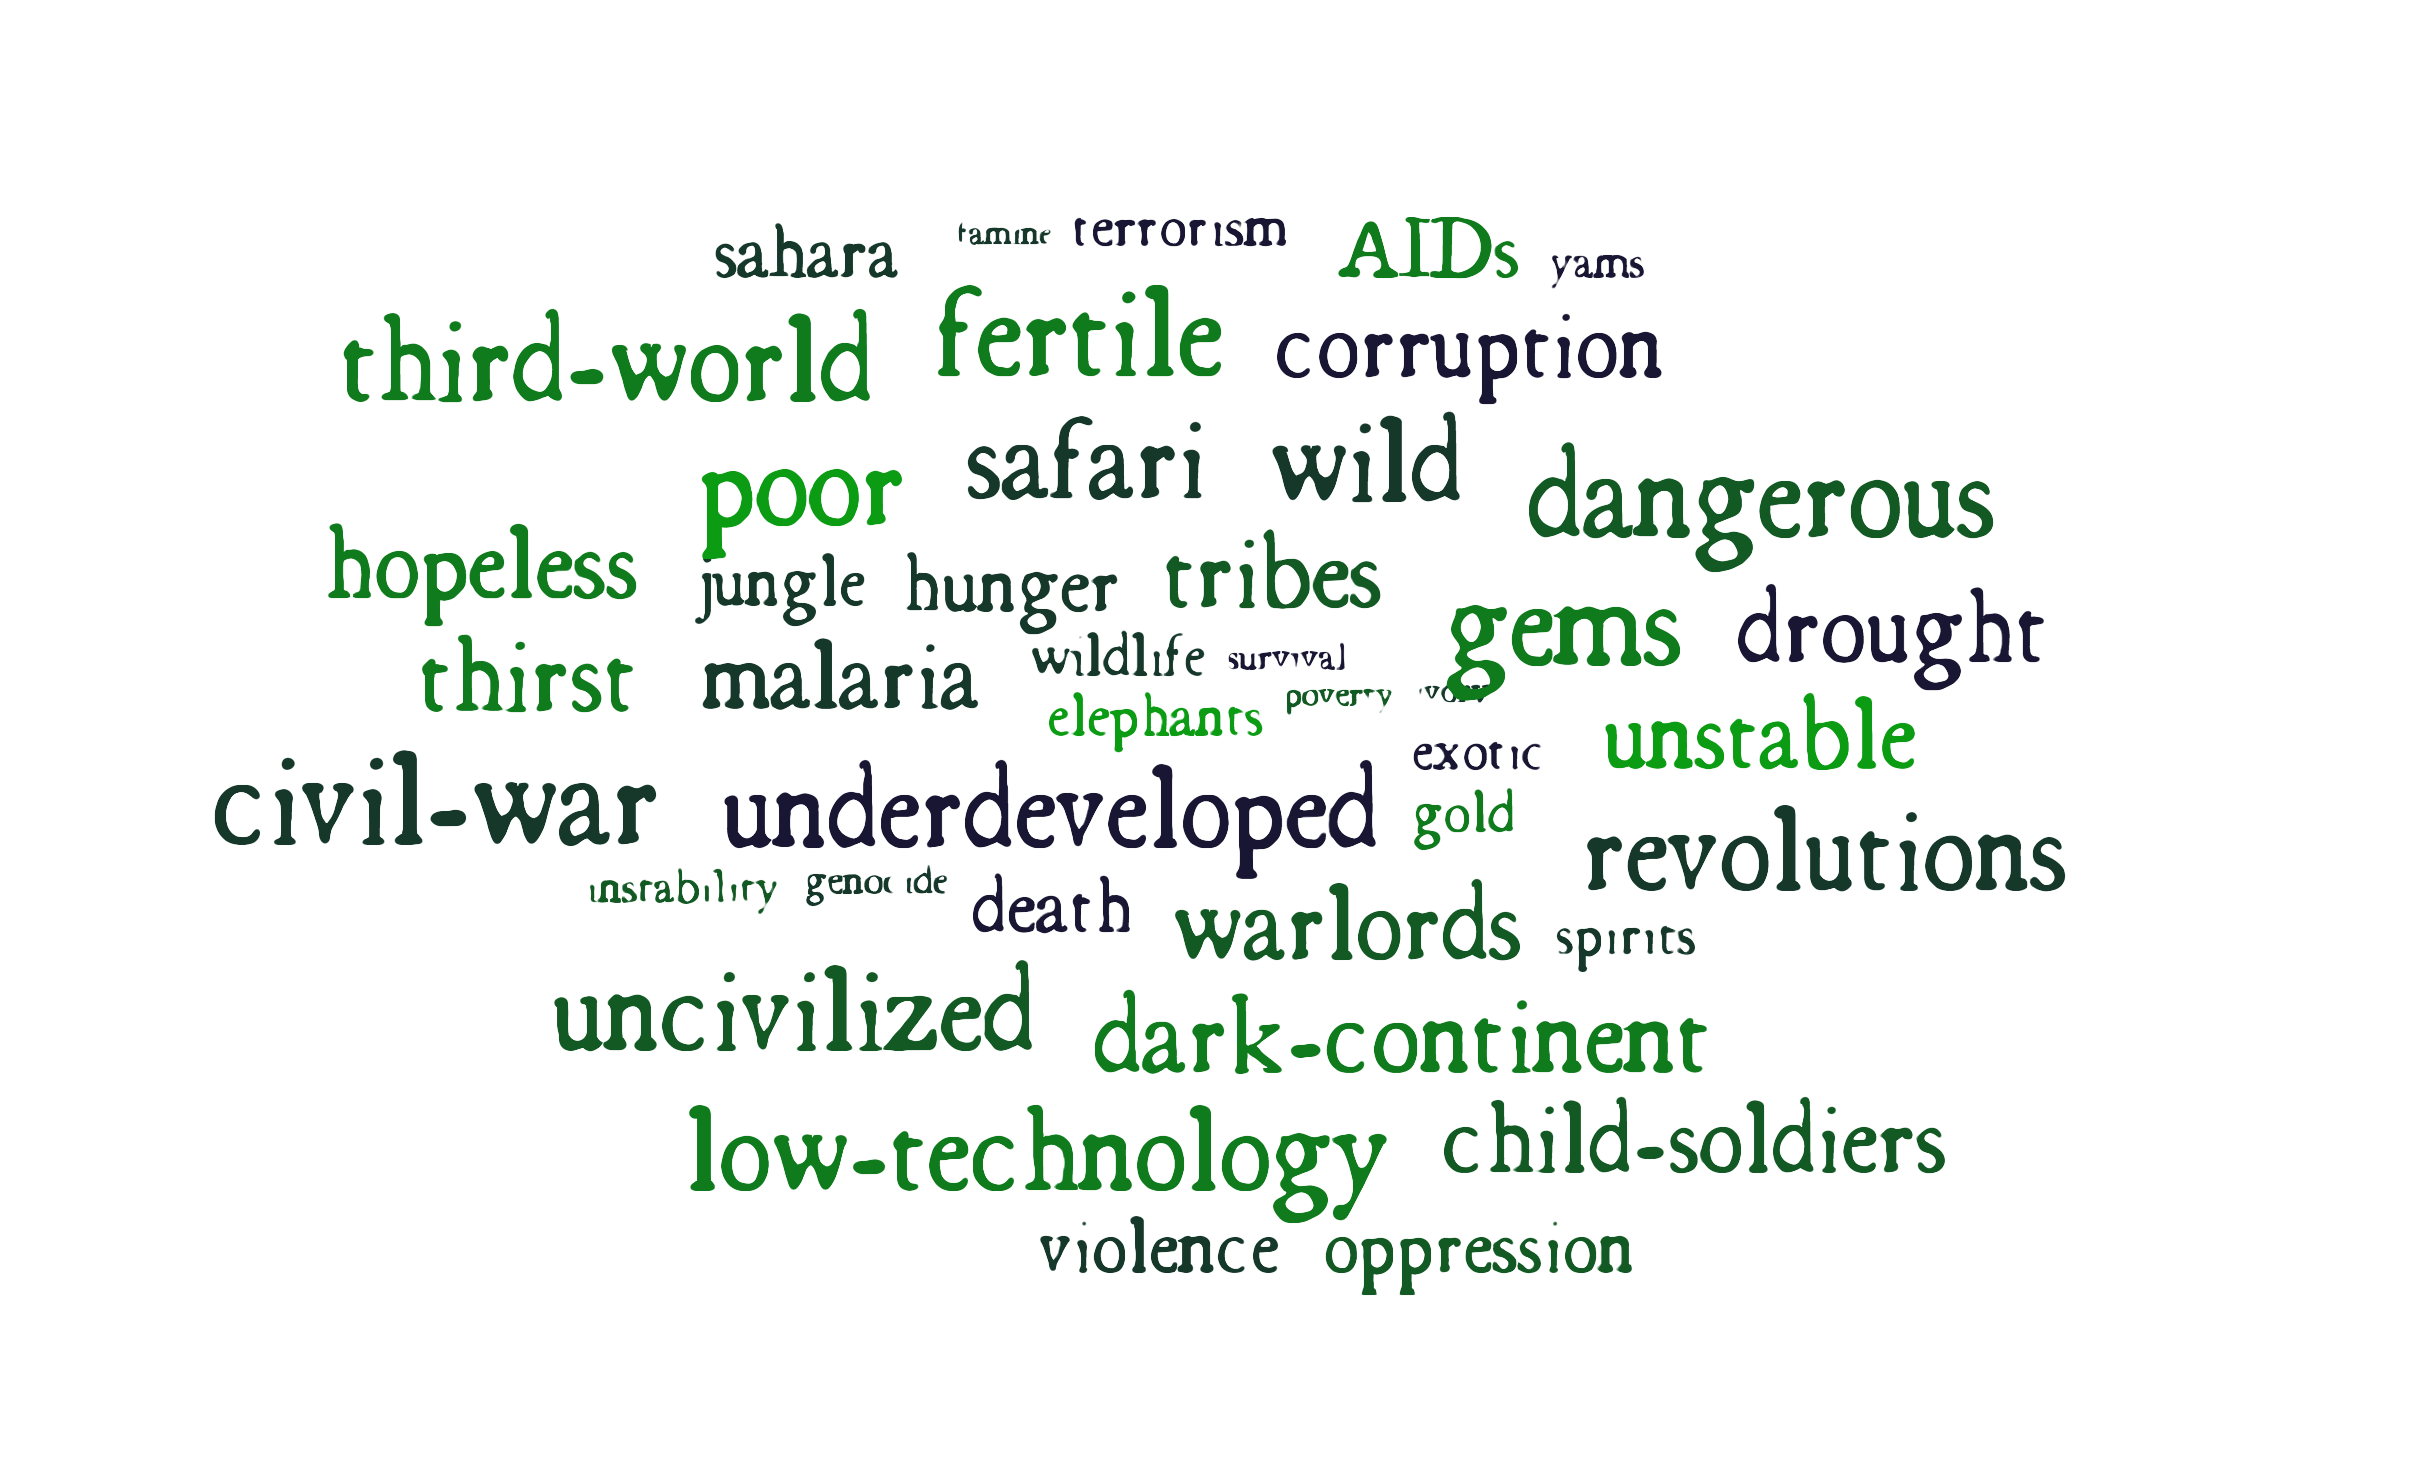 sahara famine terrorism AIDs yams
third-world fertile corruption
poor safari wild dangerous
hopeless jungle hunger tribes gems drought
thirst malaria wildlife survival
elephants poverty unstable
civil-war underdeveloped exotic
gold revolutions
instability genocide death warlords spirits
uncivilized dark-continent
low-technology child-soldiers
violence oppression